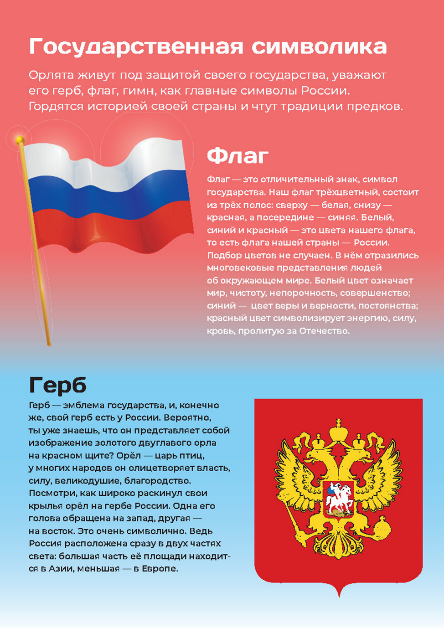 Государственная символика
Орлята живут под защитой своего государства, уважают
его герб, флаг, гимн, как главные символы России.
Гордятся историей своей страны и чтут традиции предков.
Флаг
Флаг — это отличительный знак, символ
государства. Наш флаг трёхцветный, состоит
из трёх полос: сверху — белая, снизу —
красная, а посередине — синяя. Белый,
синий и красный — это цвета нашего флага,
то есть флага нашей страны — России.
Подбор цветов не случаен. В нём отразились
многовековые представления людей
об окружающем мире. Белый цвет означает
мир, чистоту, непорочность, совершенство;
синий — цвет веры и верности, постоянства;
красный цвет символизирует энергию, силу,
кровь, пролитую за Отечество.
Герб
Герб — эмблема государства, и, конечно
же, свой герб есть у России. Вероятно,
ты уже знаешь, что он представляет собой
изображение золотого двуглавого орла
на красном щите? Орёл — царь птиц,
у многих народов он олицетворяет власть,
силу, великодушие, благородство.
Посмотри, как широко раскинул свои
крылья орёл на гербе России. Одна его
голова обращена на запад, другая —
на восток. Это очень символично. Ведь
Россия расположена сразу в двух частях
света: большая часть её площади находит-
ся в Азии, меньшая — в Европе.